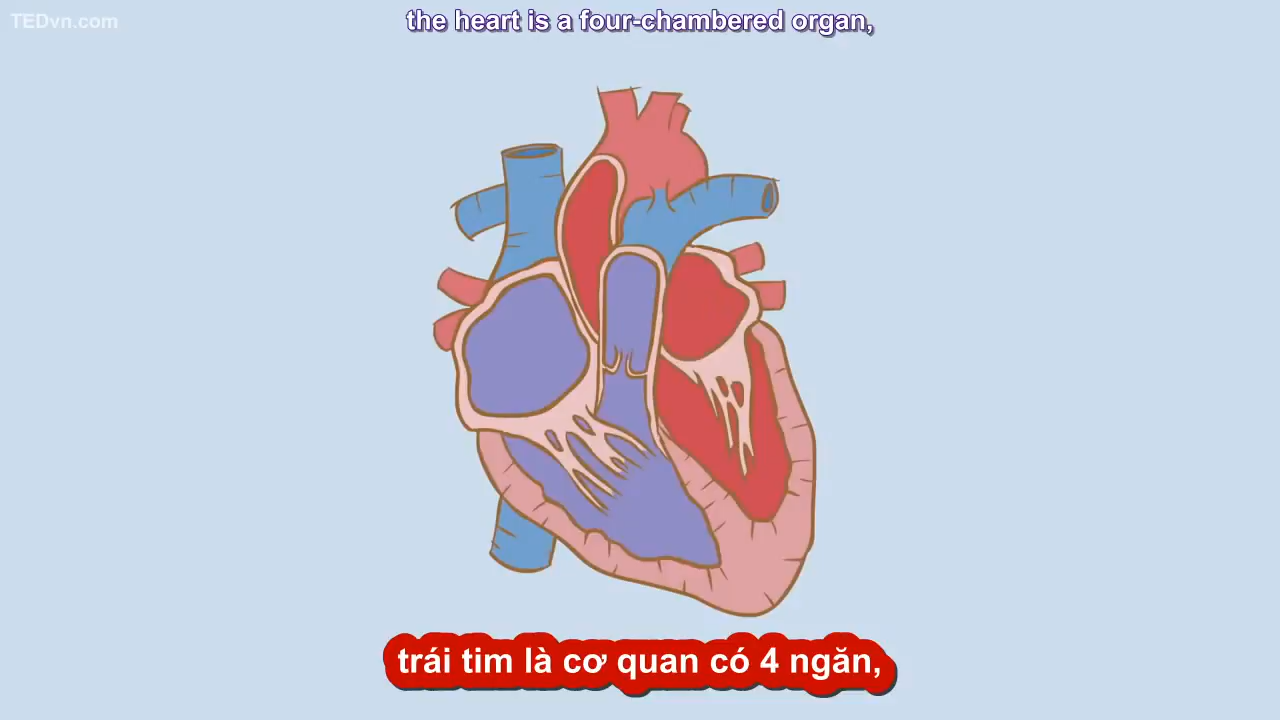 TEDvn.com
the heart is a four-chambered organ,
trái tim là cơ quan có 4 ngăn,